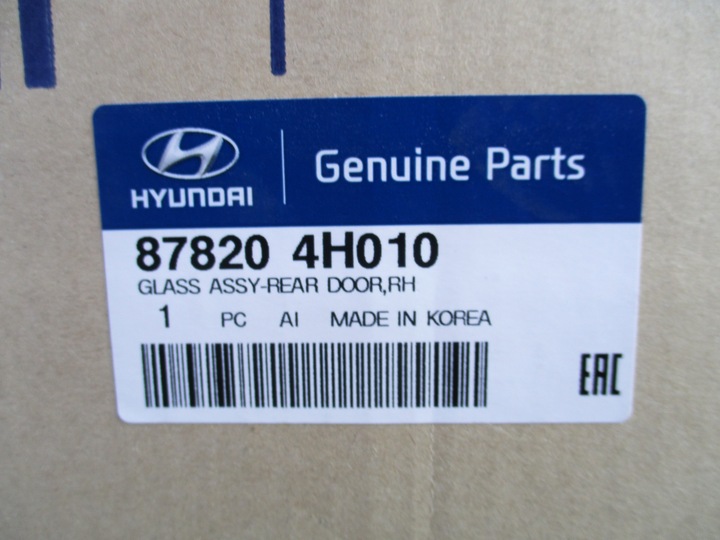 HYUNDAI
Genuine Parts
87820 4H010
GLASS ASSY-REAR DOOR,RH
1 PC AI MADE IN KOREA
EAC